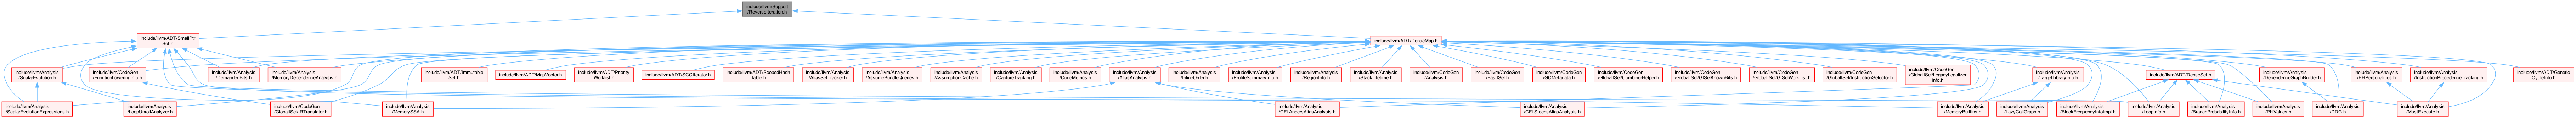 include/llvm/Support
/ReverseIteration.h
include/llvm/ADT/SmallPtr
Set.h
include/llvm/ADT/DenseMap.h
include/llvm/Analysis
/ScalarEvolution.h
include/llvm/CodeGen
/FunctionLoweringInfo.h
include/llvm/Analysis
/DemandedBits.h
include/llvm/Analysis
/MemoryDependenceAnalysis.h
include/llvm/ADT/Immutable
Set.h
include/llvm/ADT/MapVector.h
include/llvm/ADT/Priority
Worklist.h
include/llvm/ADT/SCCIterator.h
include/llvm/ADT/ScopedHash
Table.h
include/llvm/Analysis
/AliasSetTracker.h
include/llvm/Analysis
/AssumeBundleQueries.h
include/llvm/Analysis
/AssumptionCache.h
include/llvm/Analysis
/CaptureTracking.h
include/llvm/Analysis
/CodeMetrics.h
include/llvm/Analysis
/AliasAnalysis.h
include/llvm/Analysis
/InlineOrder.h
include/llvm/Analysis
/ProfileSummaryInfo.h
include/llvm/Analysis
/RegionInfo.h
include/llvm/Analysis
/StackLifetime.h
include/llvm/CodeGen
/Analysis.h
include/llvm/CodeGen
/FastISel.h
include/llvm/CodeGen
/GCMetadata.h
include/llvm/CodeGen
/GlobalISel/CombinerHelper.h
include/llvm/CodeGen
/GlobalISel/GISelKnownBits.h
include/llvm/CodeGen
/GlobalISel/GISelWorkList.h
include/llvm/CodeGen
/GlobalISel/InstructionSelector.h
include/llvm/CodeGen
/GlobalISel/LegacyLegalizer
Info.h
include/llvm/Analysis
/TargetLibraryInfo.h
include/llvm/ADT/DenseSet.h
include/llvm/Analysis
/DependenceGraphBuilder.h
include/llvm/Analysis
/EHPersonalities.h
include/llvm/Analysis
/InstructionPrecedenceTracking.h
include/llvm/ADT/Generic
CycleInfo.h
include/llvm/Analysis
/ScalarEvolutionExpressions.h
include/llvm/Analysis
/LoopUnrollAnalyzer.h
include/llvm/CodeGen
/GlobalISel/IRTranslator.h
include/llvm/Analysis
/MemorySSA.h
include/llvm/Analysis
/CFLAndersAliasAnalysis.h
include/llvm/Analysis
/CFLSteensAliasAnalysis.h
include/llvm/Analysis
/MemoryBuiltins.h
include/llvm/Analysis
/LazyCallGraph.h
include/llvm/Analysis
/BlockFrequencyInfoImpl.h
include/llvm/Analysis
/LoopInfo.h
include/llvm/Analysis
/BranchProbabilityInfo.h
include/llvm/Analysis
/PhiValues.h
include/llvm/Analysis
/DDG.h
include/llvm/Analysis
/MustExecute.h